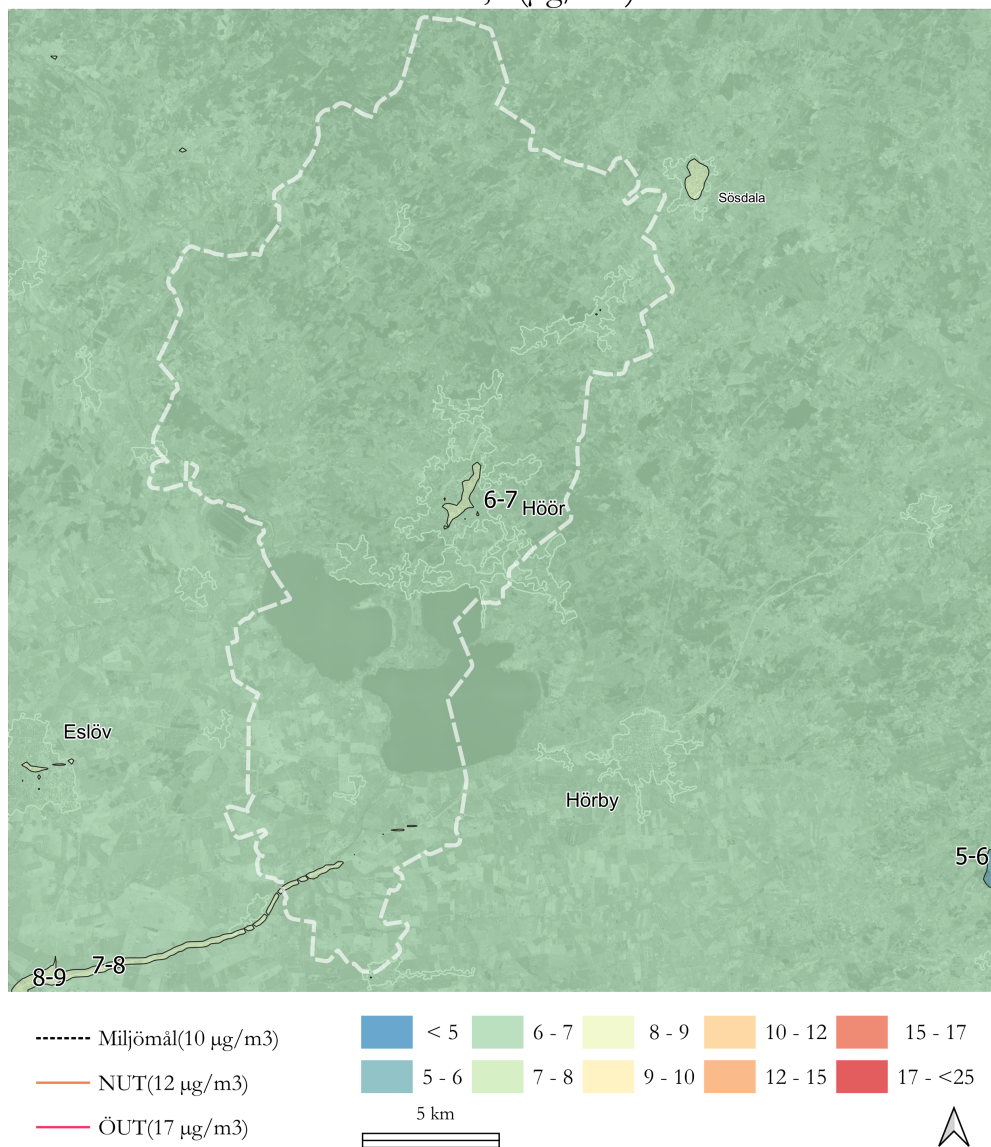 Sösdala
6-7 Höör
Eslöv
Hörby
5-6
7-8
8-9
Miljömål(10 µg/m3)
NUT(12 µg/m3)
ÖUT(17 µg/m3)
< 5
6 - 7
8 - 9
10 - 12
15 - 17
5 - 6
7 - 8
9 - 10
12 - 15
17 - <25
5 km